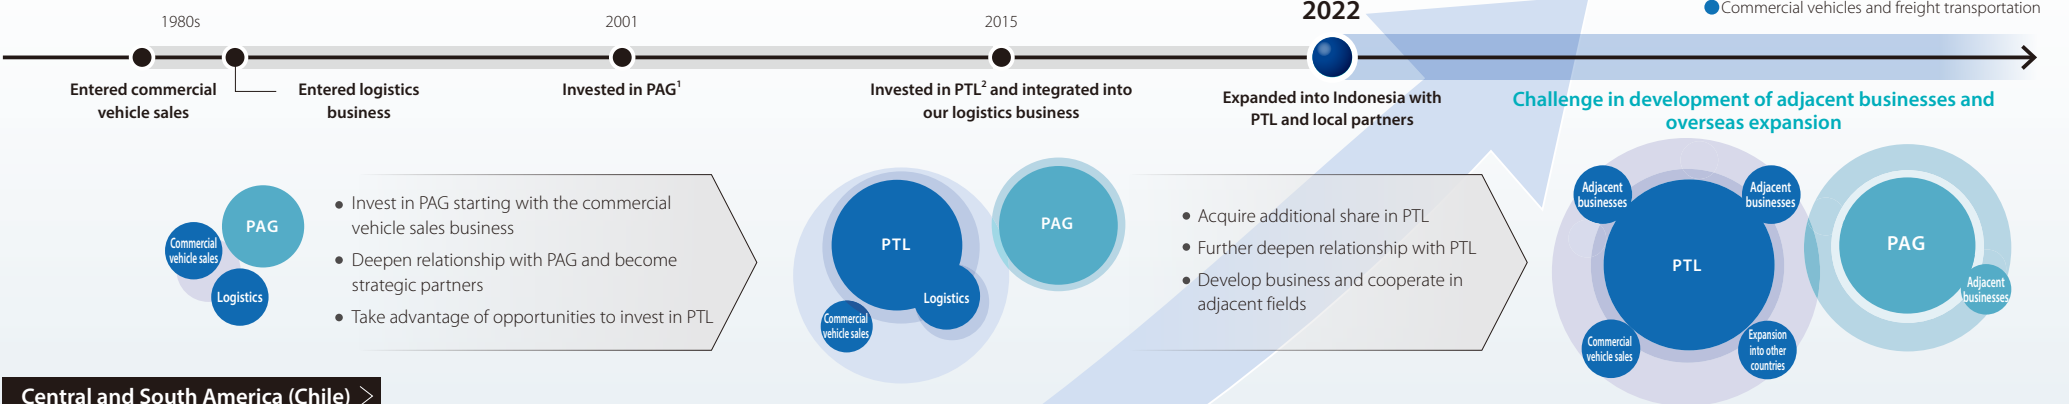 1980s
2001
2015
2022
Commercial vehicles and freight transportation
Entered commercial
vehicle sales
Entered logistics
business
Invested in PAG¹
Invested in PTL² and integrated into
our logistics business
Expanded into Indonesia with
PTL and local partners
Challenge in development of adjacent businesses and
overseas expansion
PAG
Commercial
vehicle sales
Logistics
• Invest in PAG starting with the commercial
vehicle sales business
• Deepen relationship with PAG and become
strategic partners
• Take advantage of opportunities to invest in PTL
PTL
Logistics
Commercial
vehicle sales
PAG
• Acquire additional share in PTL
• Further deepen relationship with PTL
• Develop business and cooperate in
adjacent fields
Adjacent
businesses
Adjacent
businesses
PTL
Commercial
vehicle sales
Expansion
into other
countries
PAG
Adjacent
businesses
Central and South America (Chile)